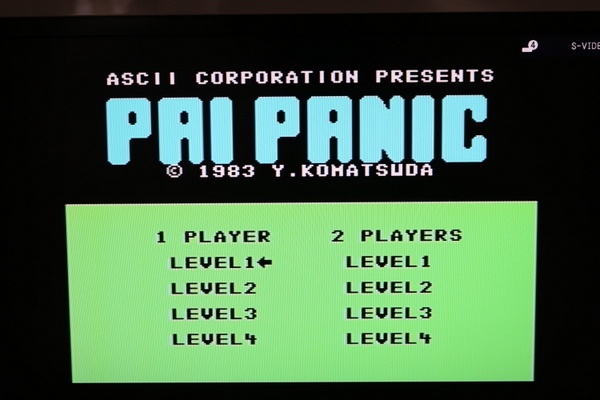 4 S-VIDE
ASCII CORPORATION PRESENTS
PAI PANIC
© 1983 Y.KOMATSUDA
1 PLAYER 2 PLAYERS
LEVEL1← LEVEL1
LEVEL2 LEVEL2
LEVEL3 LEVEL3
LEVEL4 LEVEL4